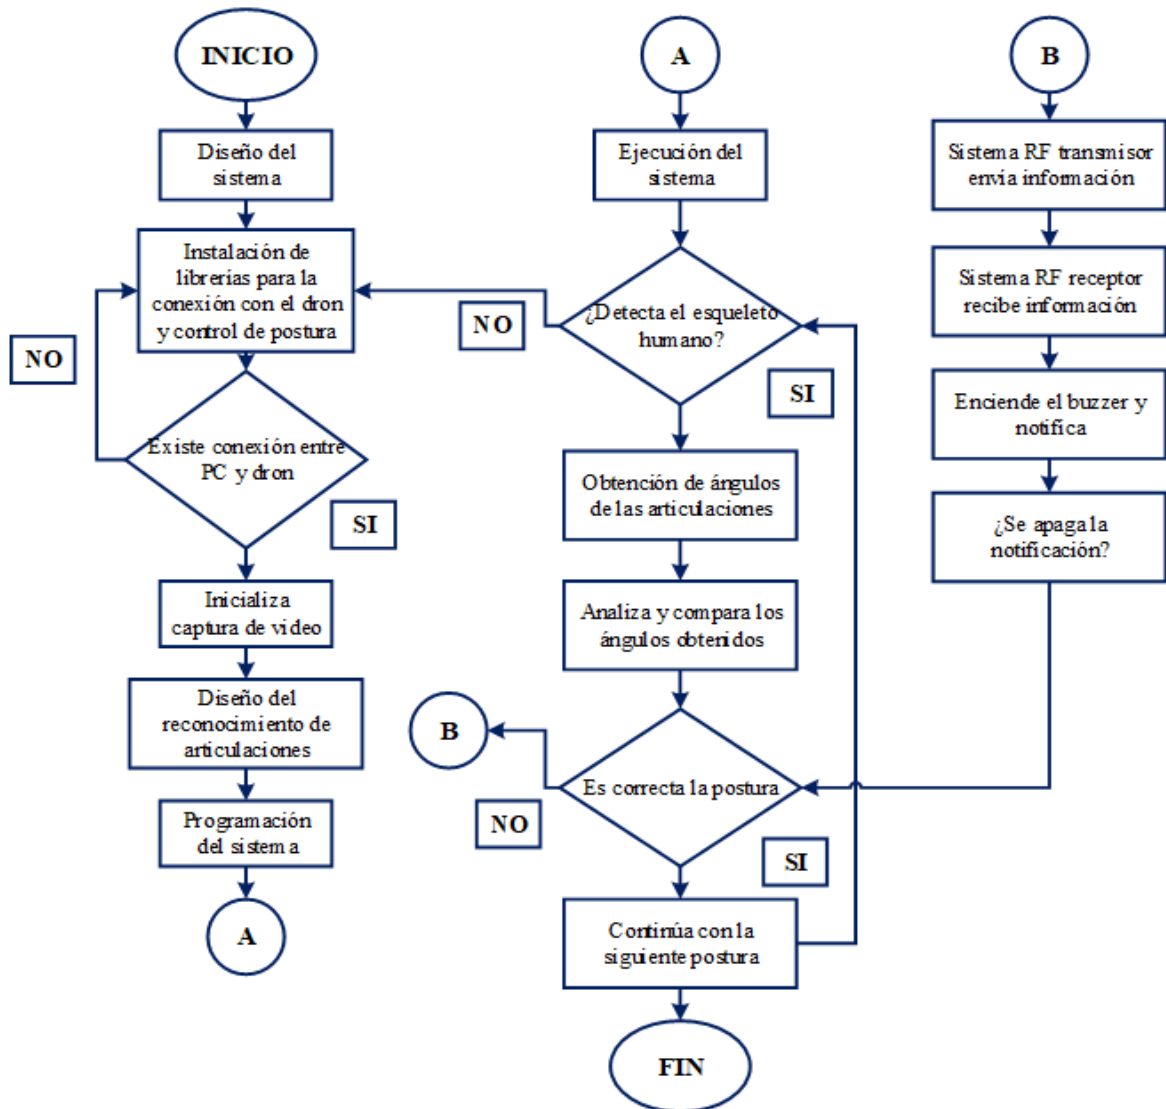 INICIO
Diseño del
sistema
Instalación de
librerías para la
conexión con el dron
y control de postura
NO
Existe conexión entre
PC y dron
SI
Inicializa
captura de video
Diseño del
reconocimiento de
articulaciones
Programación
del sistema
A
A
Ejecución del
sistema
¿Detecta el esqueleto
humano?
NO
SI
Obtención de ángulos
de las articulaciones
Analiza y compara los
ángulos obtenidos
B
Es correcta la postura
NO
SI
Continúa con la
siguiente postura
FIN
B
Sistema RF transmisor
envía información
Sistema RF receptor
recibe información
Enciende el buzzer y
notifica
¿Se apaga la
notificación?